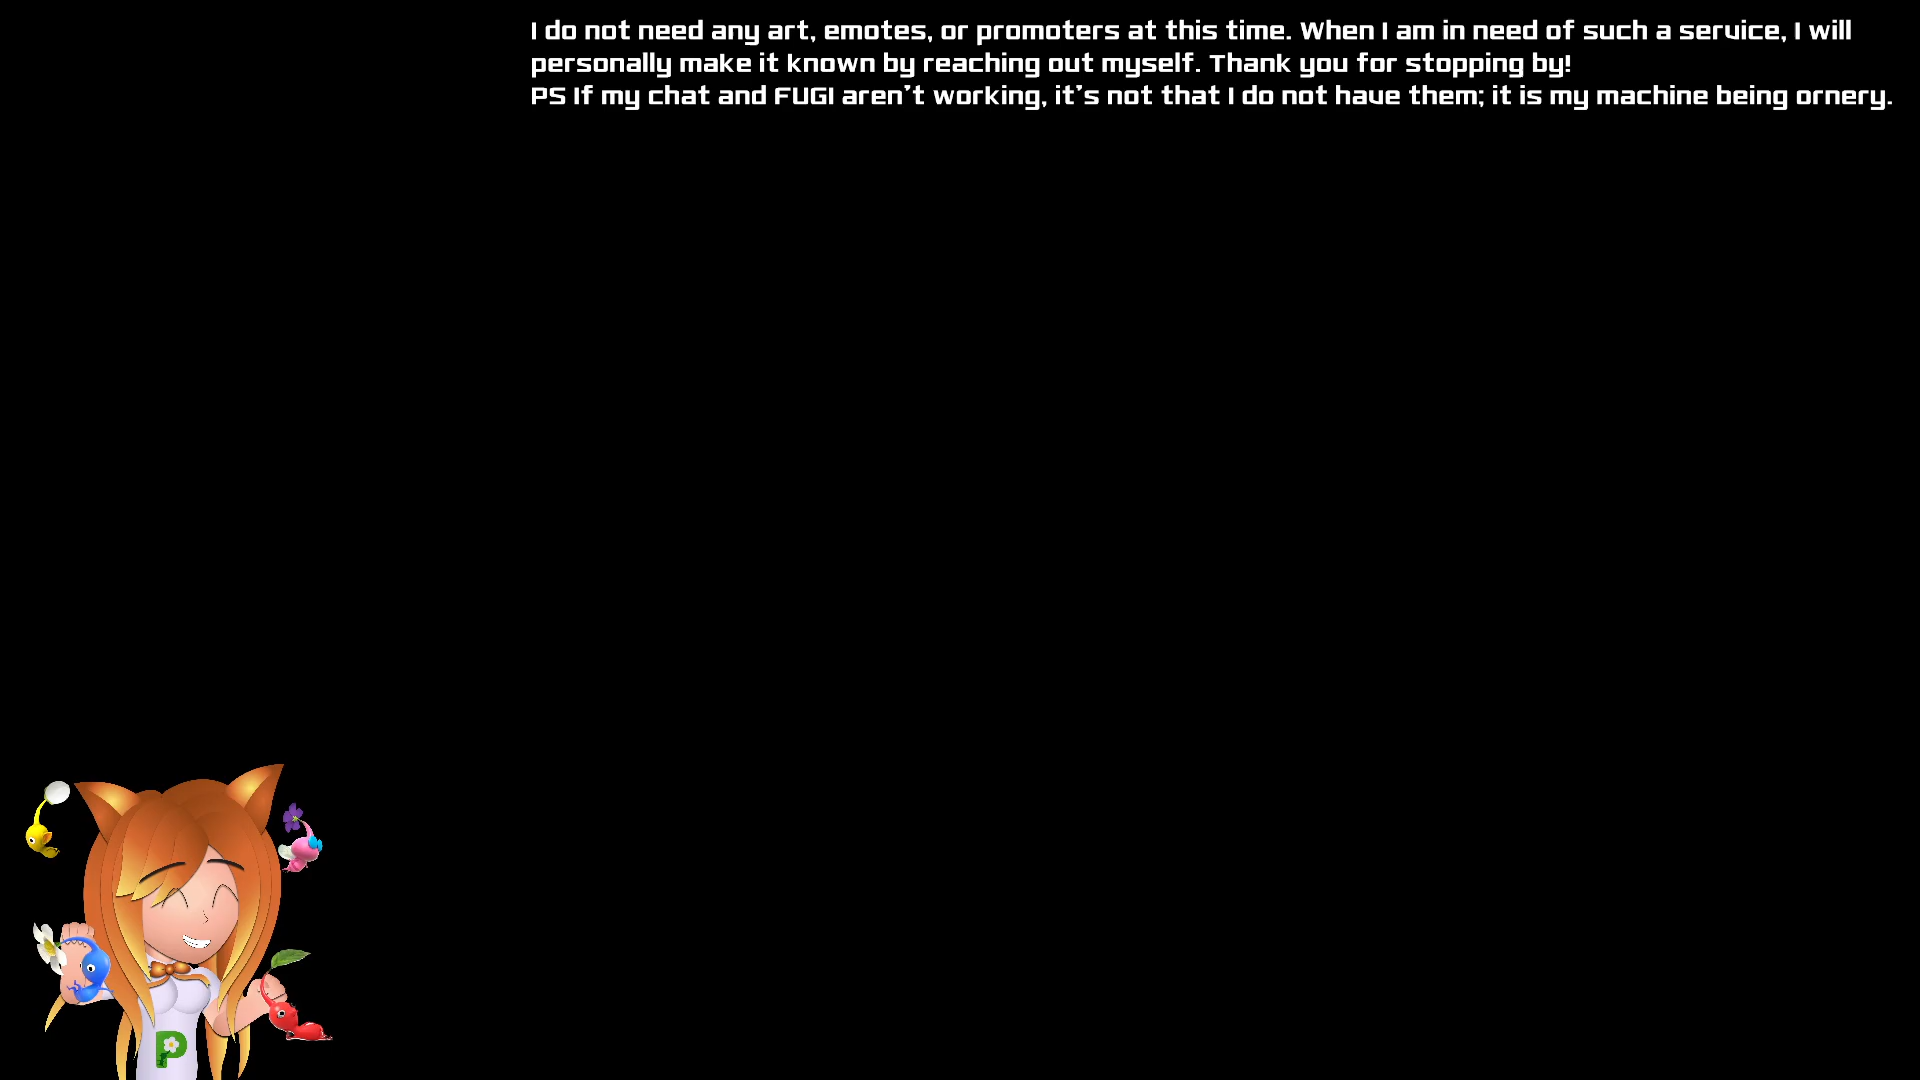 I do not need any art, emotes, or promoters at this time. When I am in need of such a service, I will
personally make it known by reaching out myself. Thank you for stopping by!
PS If my chat and FUGI aren't working, it's not that I do not have them; it is my machine being ornery.
P